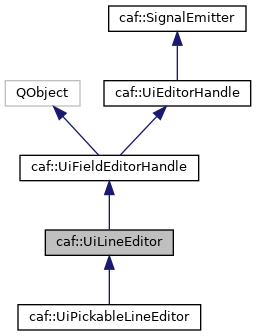 caf::SignalEmitter
QObject
caf::UiEditorHandle
caf::UiFieldEditorHandle
caf::UiLineEditor
caf::UiPickableLineEditor